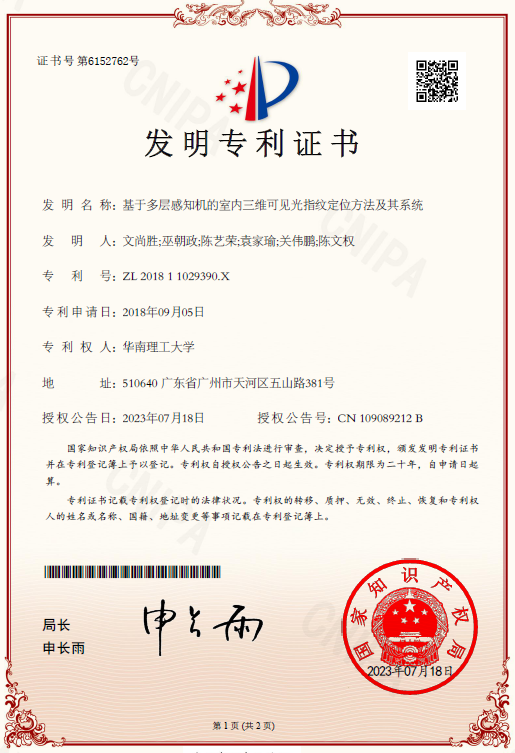 证书号第6152762号
发明专利证书
发明名称：基于多层感知机的室内三维可见光指纹定位方法及其系统
发明人：文尚胜;巫朝政;陈艺荣;袁家瑜;关伟鹏;陈文权
专利号：ZL 2018 1 1029390.X
专利申请日：2018年09月05日
专利权人：华南理工大学
地址：510640 广东省广州市天河区五山路381号
授权公告日：2023年07月18日 授权公告号：CN 109089212 B
国家知识产权局依照中华人民共和国专利法进行审查，决定授予专利权，颁发发明专利证书
并在专利登记簿上予以登记。专利权自授权公告之日起生效。专利权期限为二十年，自申请日起
算。
专利证书记载专利权登记时的法律状况。专利权的转移、质押、无效、终止、恢复和专利权
人的姓名或名称、国籍、地址变更等事项记载在专利登记簿上。
局长
申长雨
申长雨
国家知识产权局
2023年07月18日
第1页(共2页)
CNIPA
CNIPA
CNIPA
CNIPA